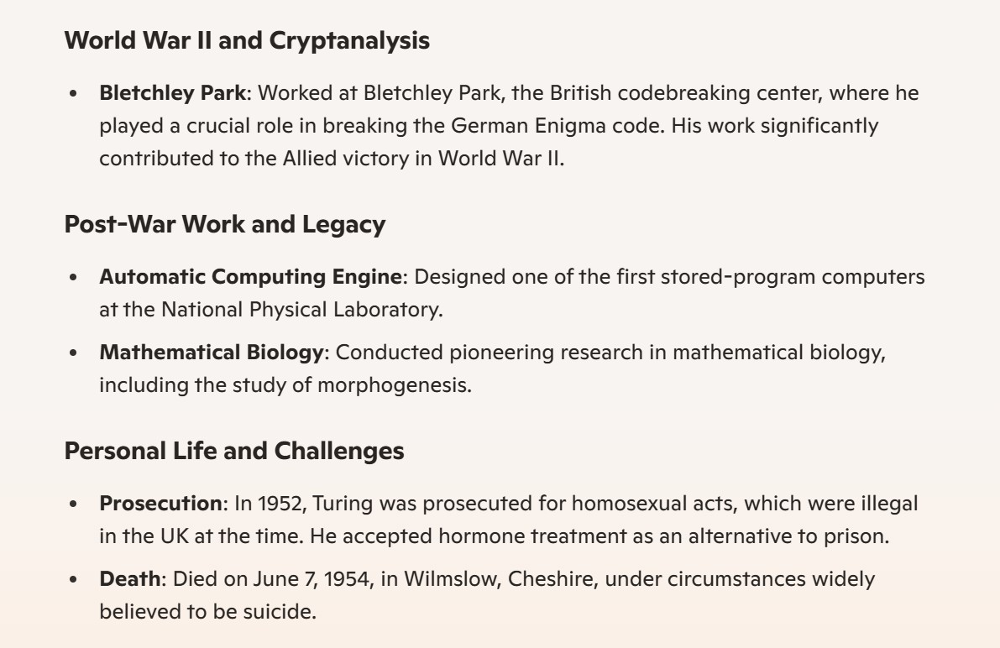 World War II and Cryptanalysis
• Bletchley Park: Worked at Bletchley Park, the British codebreaking center, where he
played a crucial role in breaking the German Enigma code. His work significantly
contributed to the Allied victory in World War II.
Post-War Work and Legacy
• Automatic Computing Engine: Designed one of the first stored-program computers
at the National Physical Laboratory.
• Mathematical Biology: Conducted pioneering research in mathematical biology,
including the study of morphogenesis.
Personal Life and Challenges
• Prosecution: In 1952, Turing was prosecuted for homosexual acts, which were illegal
in the UK at the time. He accepted hormone treatment as an alternative to prison.
• Death: Died on June 7, 1954, in Wilmslow, Cheshire, under circumstances widely
believed to be suicide.